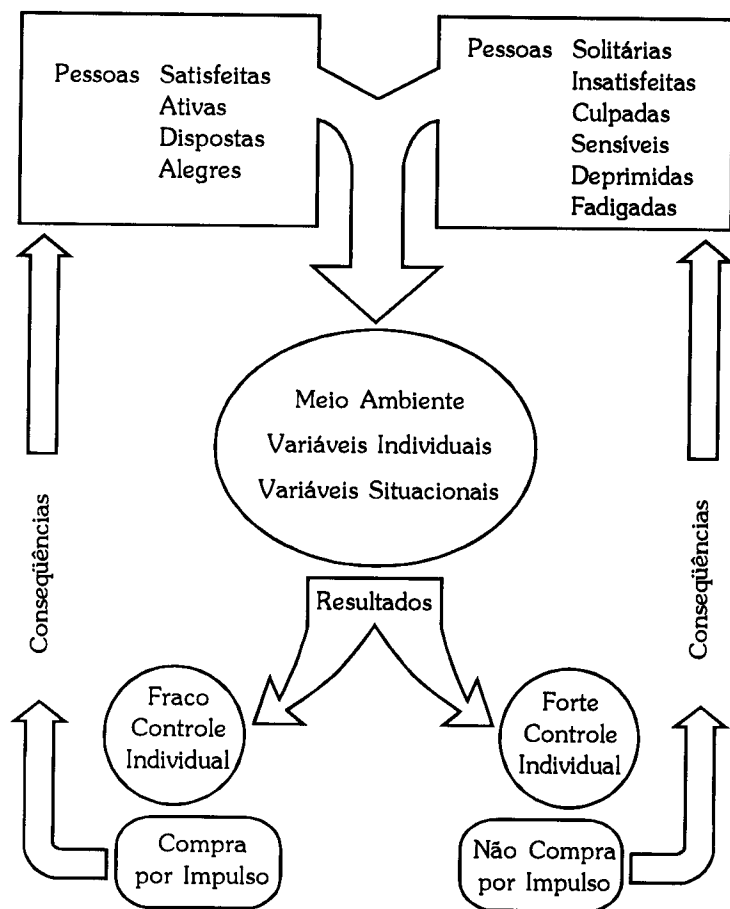 Pessoas Satisfeitas
Ativas
Dispostas
Alegres
Pessoas Solitárias
Insatisfeitas
Culpadas
Sensíveis
Deprimidas
Fadigadas
Meio Ambiente
Variáveis Individuais
Variáveis Situacionais
Conseqüências
Conseqüências
Resultados
Fraco
Controle
Individual
Forte
Controle
Individual
Compra
por Impulso
Não Compra
por Impulso